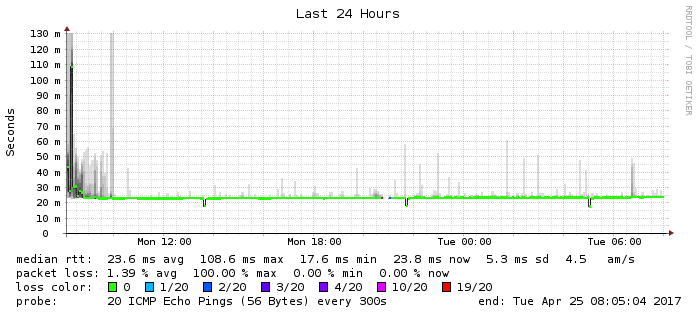 Last 24 Hours
RRDTOOL / TOBI OETIKER
Seconds
130 m
120 m
110 m
100 m
90 m
80 m
70 m
60 m
50 m
40 m
30 m
20 m
10 m
0
Mon 12:00 Mon 18:00 Tue 00:00 Tue 06:00
median rtt: 23.6 ms avg 108.6 ms max 17.6 ms min 23.8 ms now 5.3 ms sd 4.5 am/s
packet loss: 1.39 % avg 100.00 % max 0.00 % min 0.00 % now
loss color: 0 1/20 2/20 3/20 4/20 10/20 19/20
probe: 20 ICMP Echo Pings (56 Bytes) every 300s end: Tue Apr 25 08:05:04 2017